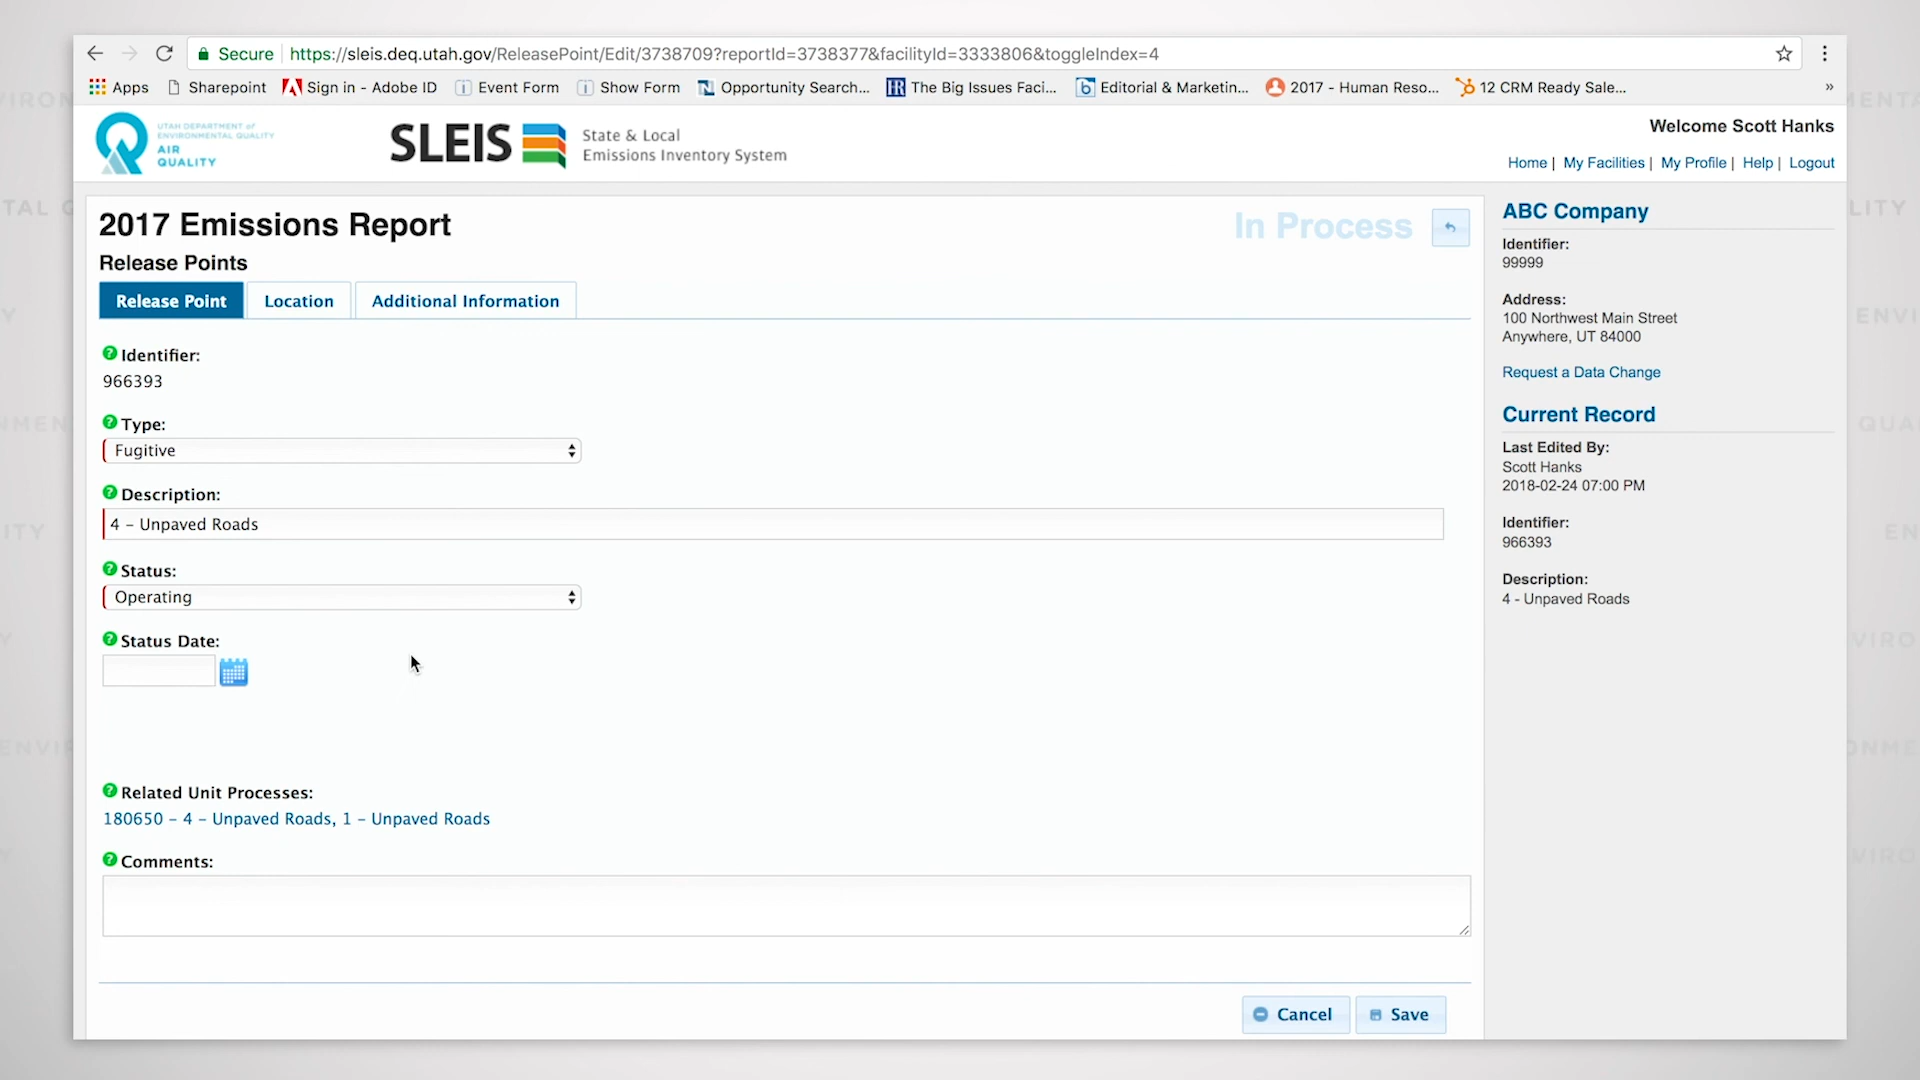 Secure https://sleis.deq.utah.gov/ReleasePoint/Edit/3738709?reportId=3738377&facilityId=3333806&toggleIndex=4
Apps Sharepoint Sign in - Adobe ID Event Form Show Form Opportunity Search... The Big Issues Faci... Editorial & Marketin... 2017 - Human Reso... 12 CRM Ready Sale... »
UTAH DEPARTMENT of
ENVIRONMENTAL QUALITY
AIR
QUALITY
SLEIS
State & Local
Emissions Inventory System
Welcome Scott Hanks
Home | My Facilities | My Profile | Help | Logout
2017 Emissions Report
In Process
Release Points
Release Point Location Additional Information
Identifier:
966393
Type:
Fugitive
Description:
4 – Unpaved Roads
Status:
Operating
Status Date:
Related Unit Processes:
180650 – 4 – Unpaved Roads, 1 – Unpaved Roads
Comments:
Cancel Save
ABC Company
Identifier:
99999
Address:
100 Northwest Main Street
Anywhere, UT 84000
Request a Data Change
Current Record
Last Edited By:
Scott Hanks
2018-02-24 07:00 PM
Identifier:
966393
Description:
4 - Unpaved Roads